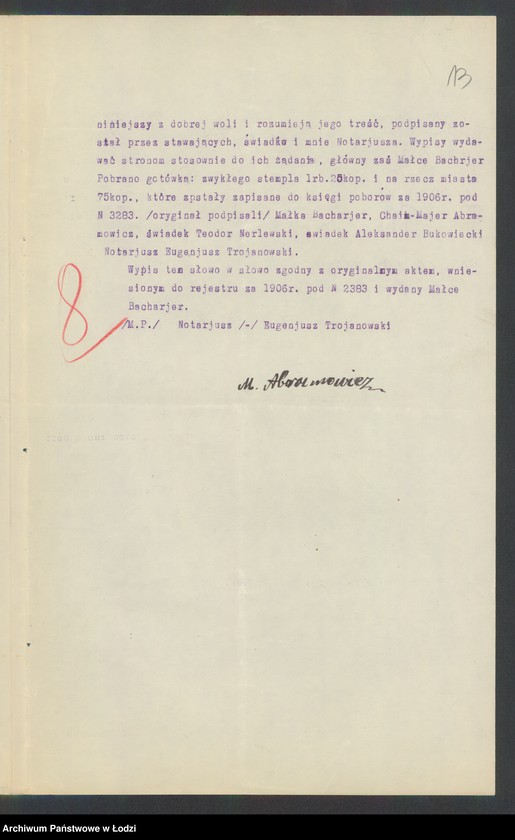 13
niniejszy z dobrej woli i rozumieją jego treść, podpisany zo-
stał przez stawających, świadków i mnie Notarjusza. Wypisy wyda-
wać stronom stosownie do ich żądania, główny zaś Małce Bachrjer
Pobrano gotówką: zwykłego stempla 1rb.25kop. i na rzecz miasta
75kop., które zpstały zapisane do księgi poborów za 1906r. pod
N 3283. /oryginał podpisali/ Małka Bacharjer, Chaim-Majer Abra-
mowicz, świadek Teodor Nerlewski, swiadek Aleksander Bukowiecki
Notarjusz Eugenjusz Trojanowski.
Wypis ten słowo w słowo zgodny z oryginalnym aktem, wnie-
sionym do rejestru za 1906r. pod N 2383 i wydany Małce
Bacharjer.
8
/M.P./ Notarjusz /-/ Eugenjusz Trojanowski
M. Abramowicz
Archiwum Państwowe w Łodzi